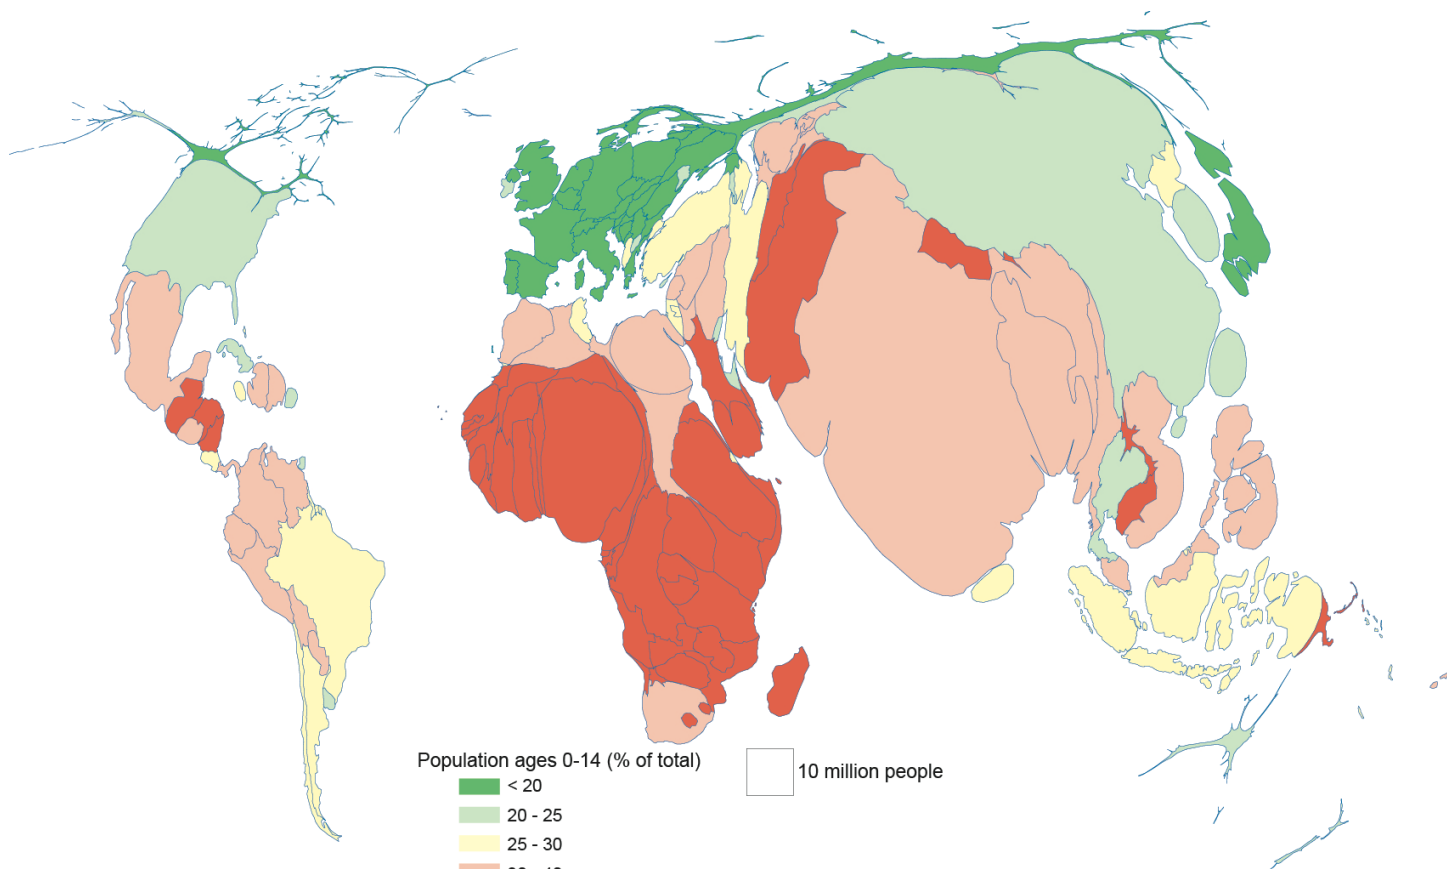 Population ages 0-14 (% of total)
10 million people
< 20
20 - 25
25 - 30